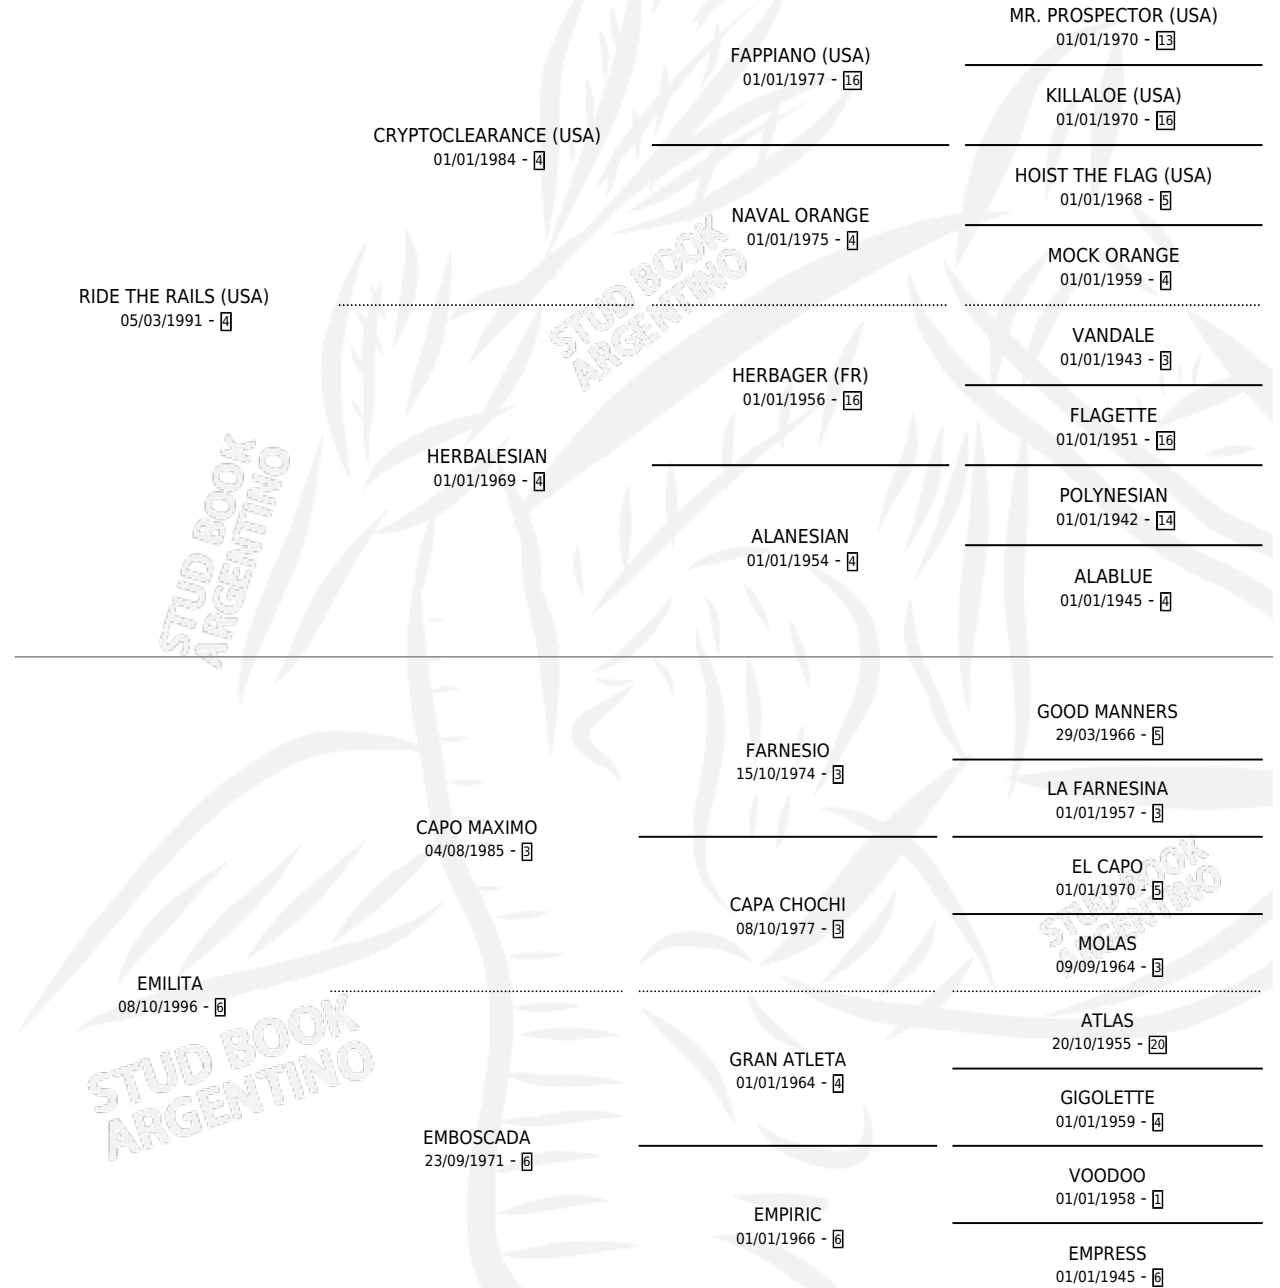 MR. PROSPECTOR (USA)
01/01/1970 - 13
FAPPIANO (USA)
01/01/1977 - 16
KILLALOE (USA)
01/01/1970 - 16
CRYPTOCLEARANCE (USA)
01/01/1984 - 4
HOIST THE FLAG (USA)
01/01/1968 - 5
NAVAL ORANGE
01/01/1975 - 4
MOCK ORANGE
01/01/1959 - 4
RIDE THE RAILS (USA)
05/03/1991 - 4
VANDALE
01/01/1943 - 3
HERBAGER (FR)
01/01/1956 - 16
FLAGETTE
01/01/1951 - 16
HERBALESIAN
01/01/1969 - 4
POLYNESIAN
01/01/1942 - 14
ALANESIAN
01/01/1954 - 4
ALABLUE
01/01/1945 - 4
STUD BOOK
ARGENTINO
STUD BOOK
ARGENTINO
GOOD MANNERS
29/03/1966 - 5
FARNESIO
15/10/1974 - 3
LA FARNESINA
01/01/1957 - 3
CAPO MAXIMO
04/08/1985 - 3
EL CAPO
01/01/1970 - 5
CAPA CHOCHI
08/10/1977 - 3
MOLAS
09/09/1964 - 3
STUD BOOK
ARGENTINO
EMILITA
08/10/1996 - 6
ATLAS
20/10/1955 - 20
GRAN ATLETA
01/01/1964 - 4
GIGOLETTE
01/01/1959 - 4
STUD BOOK
ARGENTINO
EMBOSCADA
23/09/1971 - 6
VOODOO
01/01/1958 - 1
EMPIRIC
01/01/1966 - 6
EMPRESS
01/01/1945 - 6